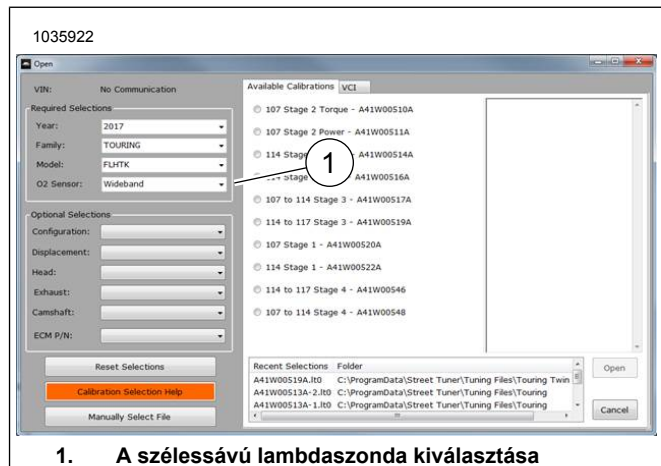 1035922
Open
VIN: No Communication
Required Selections
Year: 2017
Family: TOURING
Model: FLHTK
O2 Sensor: Wideband
Optional Selections
Configuration:
Displacement:
Head:
Exhaust:
Camshaft:
ECM P/N:
Reset Selections
Calibration Selection Help
Manually Select File
Available Calibrations VCI
107 Stage 2 Torque - A41W00510A
107 Stage 2 Power - A41W00511A
114 Stage A41W00514A
1
Stage A41W00516A
107 to 114 Stage 3 - A41W00517A
114 to 117 Stage 3 - A41W00519A
107 Stage 1 - A41W00520A
114 Stage 1 - A41W00522A
114 to 117 Stage 4 - A41W00546
107 to 114 Stage 4 - A41W00548
Recent Selections Folder
A41W00519A.lt0 C:\ProgramData\Street Tuner\Tuning Files\Touring Twin
A41W00513A-2.lt0 C:\ProgramData\Street Tuner\Tuning Files\Touring
A41W00513A-1.lt0 C:\ProgramData\Street Tuner\Tuning Files\Touring
Open
Cancel
1. A szélessávú lambdaszonda kiválasztása